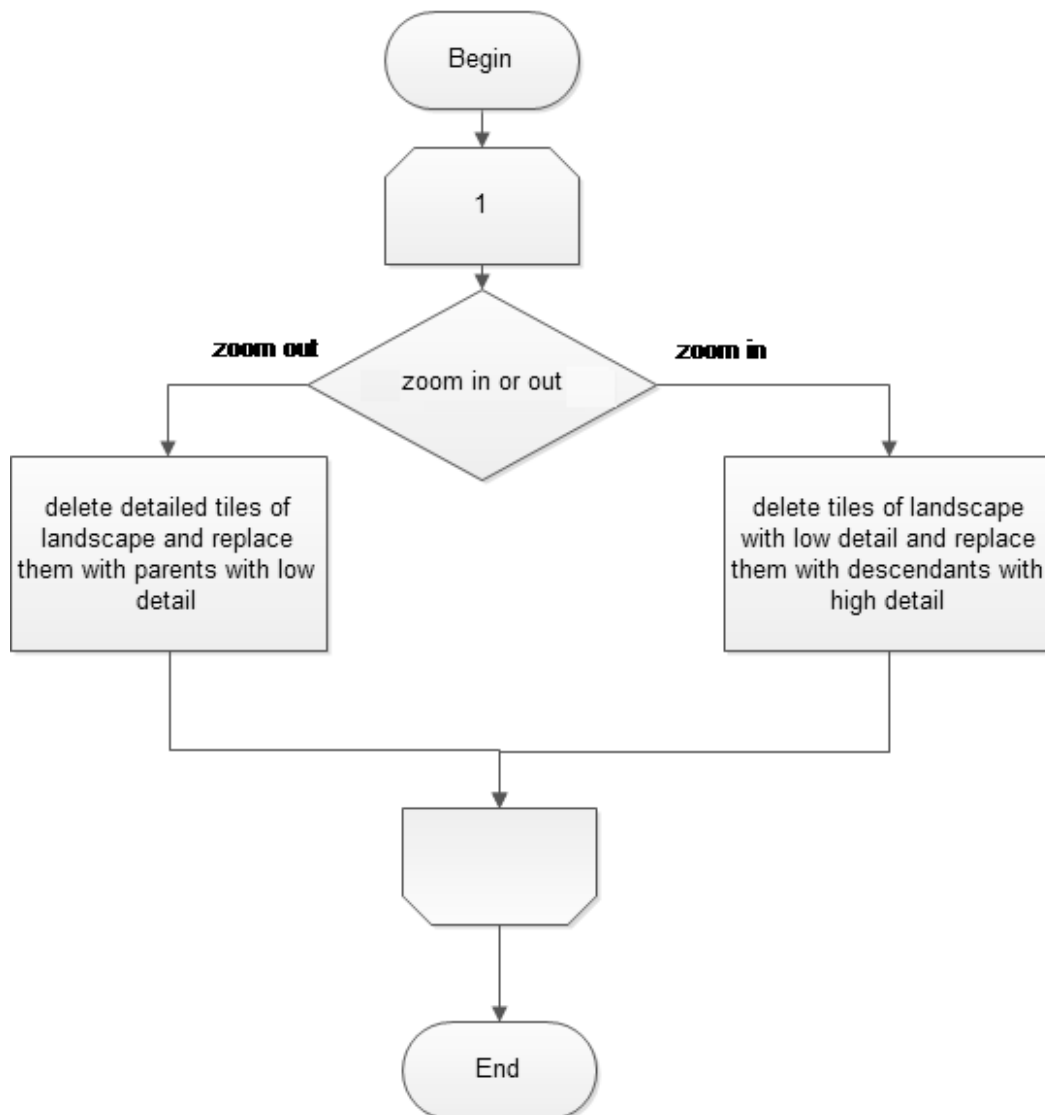 Begin
1
zoom out
zoom in
zoom in or out
delete detailed tiles of
landscape and replace
them with parents with low
detail
delete tiles of landscape
with low detail and replace
them with descendants with
high detail
End